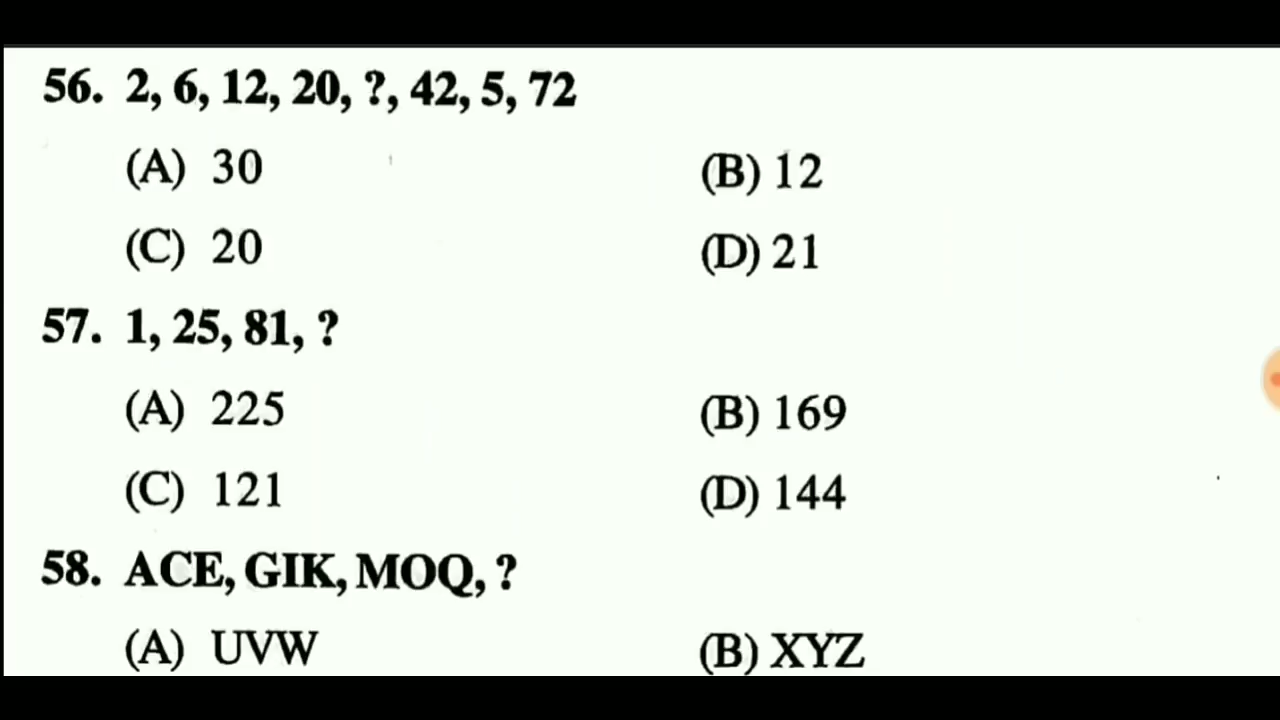 56. 2, 6, 12, 20, ?, 42, 5, 72
(A) 30 (B) 12
(C) 20 (D) 21
57. 1, 25, 81, ?
(A) 225 (B) 169
(C) 121 (D) 144
58. ACE, GIK, MOQ, ?
(A) UVW (B) XYZ